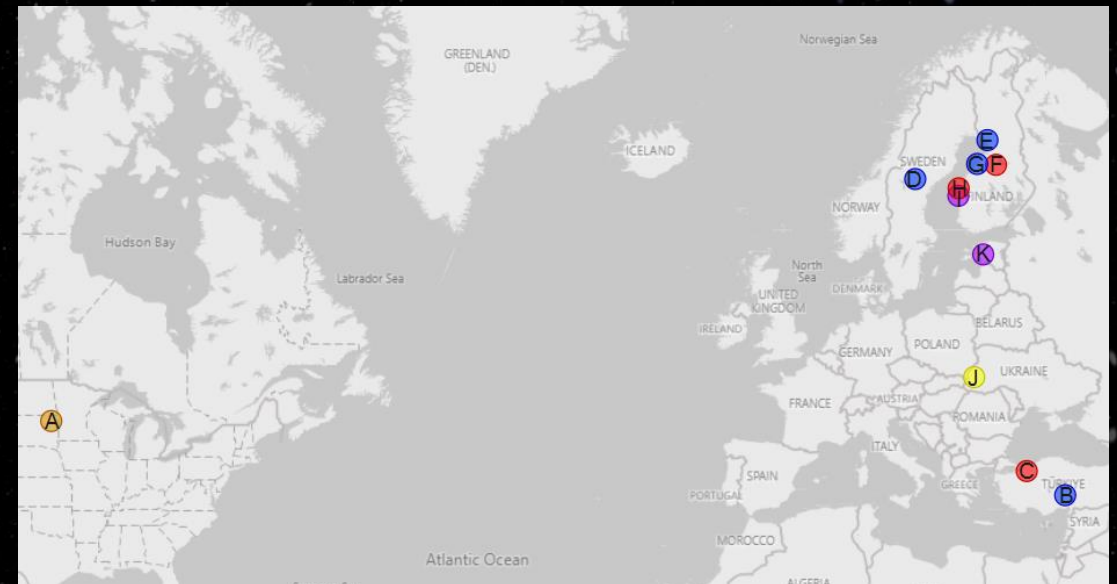 GREENLAND
(DEN.)
Norwegian Sea
ICELAND
E
SWEDEN
G
F
D
H
I
FINLAND
NORWAY
Hudson Bay
K
Labrador Sea
North
Sea
DENMARK
UNITED
KINGDOM
IRELAND
BELARUS
POLAND
GERMANY
UKRAINE
J
AUSTRIA
FRANCE
ROMANIA
A
ITALY
C
SPAIN
GREECE
TÜRKIYE
B
PORTUGAL
SYRIA
MOROCCO
Atlantic Ocean
ALGERIA